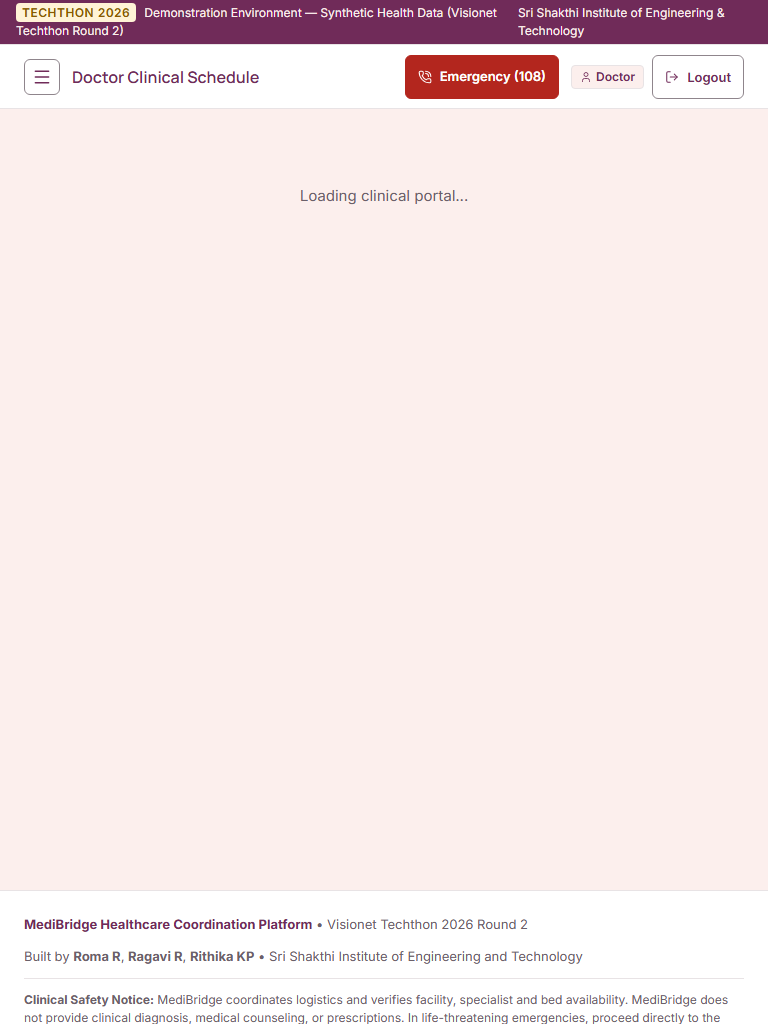 TECHTHON 2026 Demonstration Environment — Synthetic Health Data (Visionet
Techthon Round 2)
Sri Shakthi Institute of Engineering &
Technology
Doctor Clinical Schedule
Emergency (108)
Doctor
Logout
Loading clinical portal...
MediBridge Healthcare Coordination Platform • Visionet Techthon 2026 Round 2
Built by Roma R, Ragavi R, Rithika KP • Sri Shakthi Institute of Engineering and Technology
Clinical Safety Notice: MediBridge coordinates logistics and verifies facility, specialist and bed availability. MediBridge does
not provide clinical diagnosis, medical counseling, or prescriptions. In life-threatening emergencies, proceed directly to the